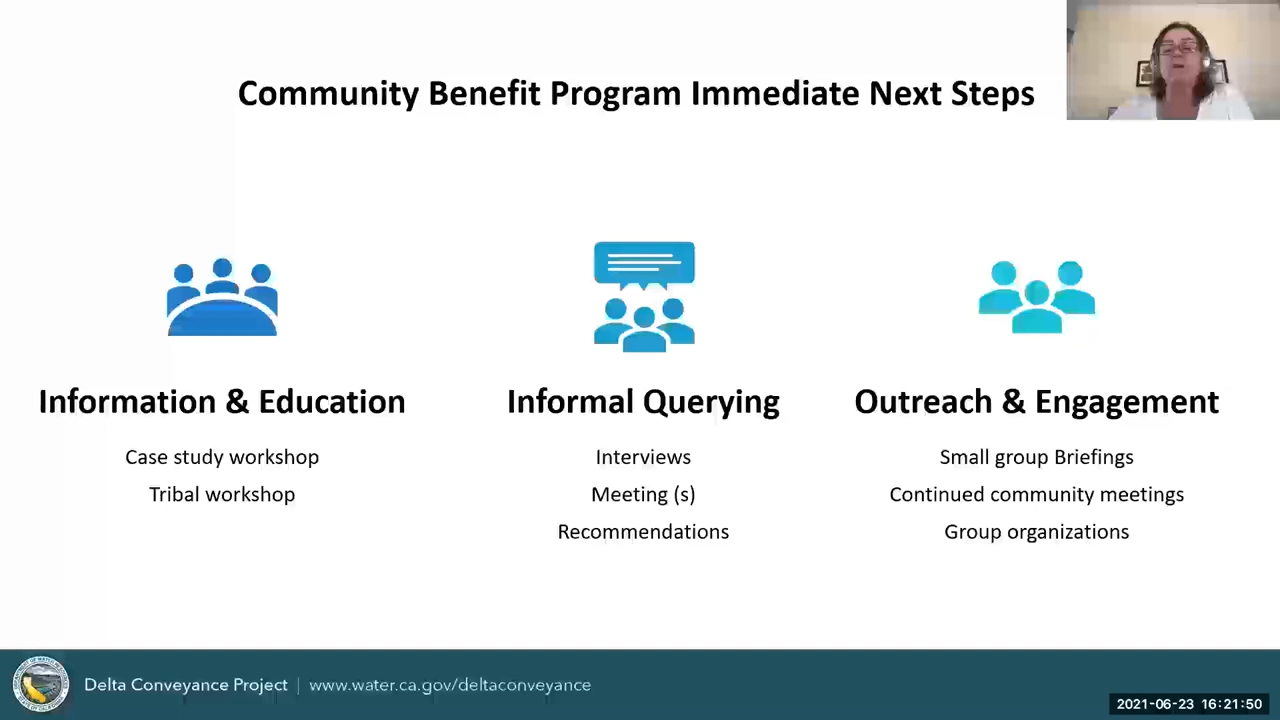 Community Benefit Program Immediate Next Steps
Information & Education
Case study workshop
Tribal workshop
Informal Querying
Interviews
Meeting (s)
Recommendations
Outreach & Engagement
Small group Briefings
Continued community meetings
Group organizations
Delta Conveyance Project | www.water.ca.gov/deltaconveyance
2021-06-23 16:21:50